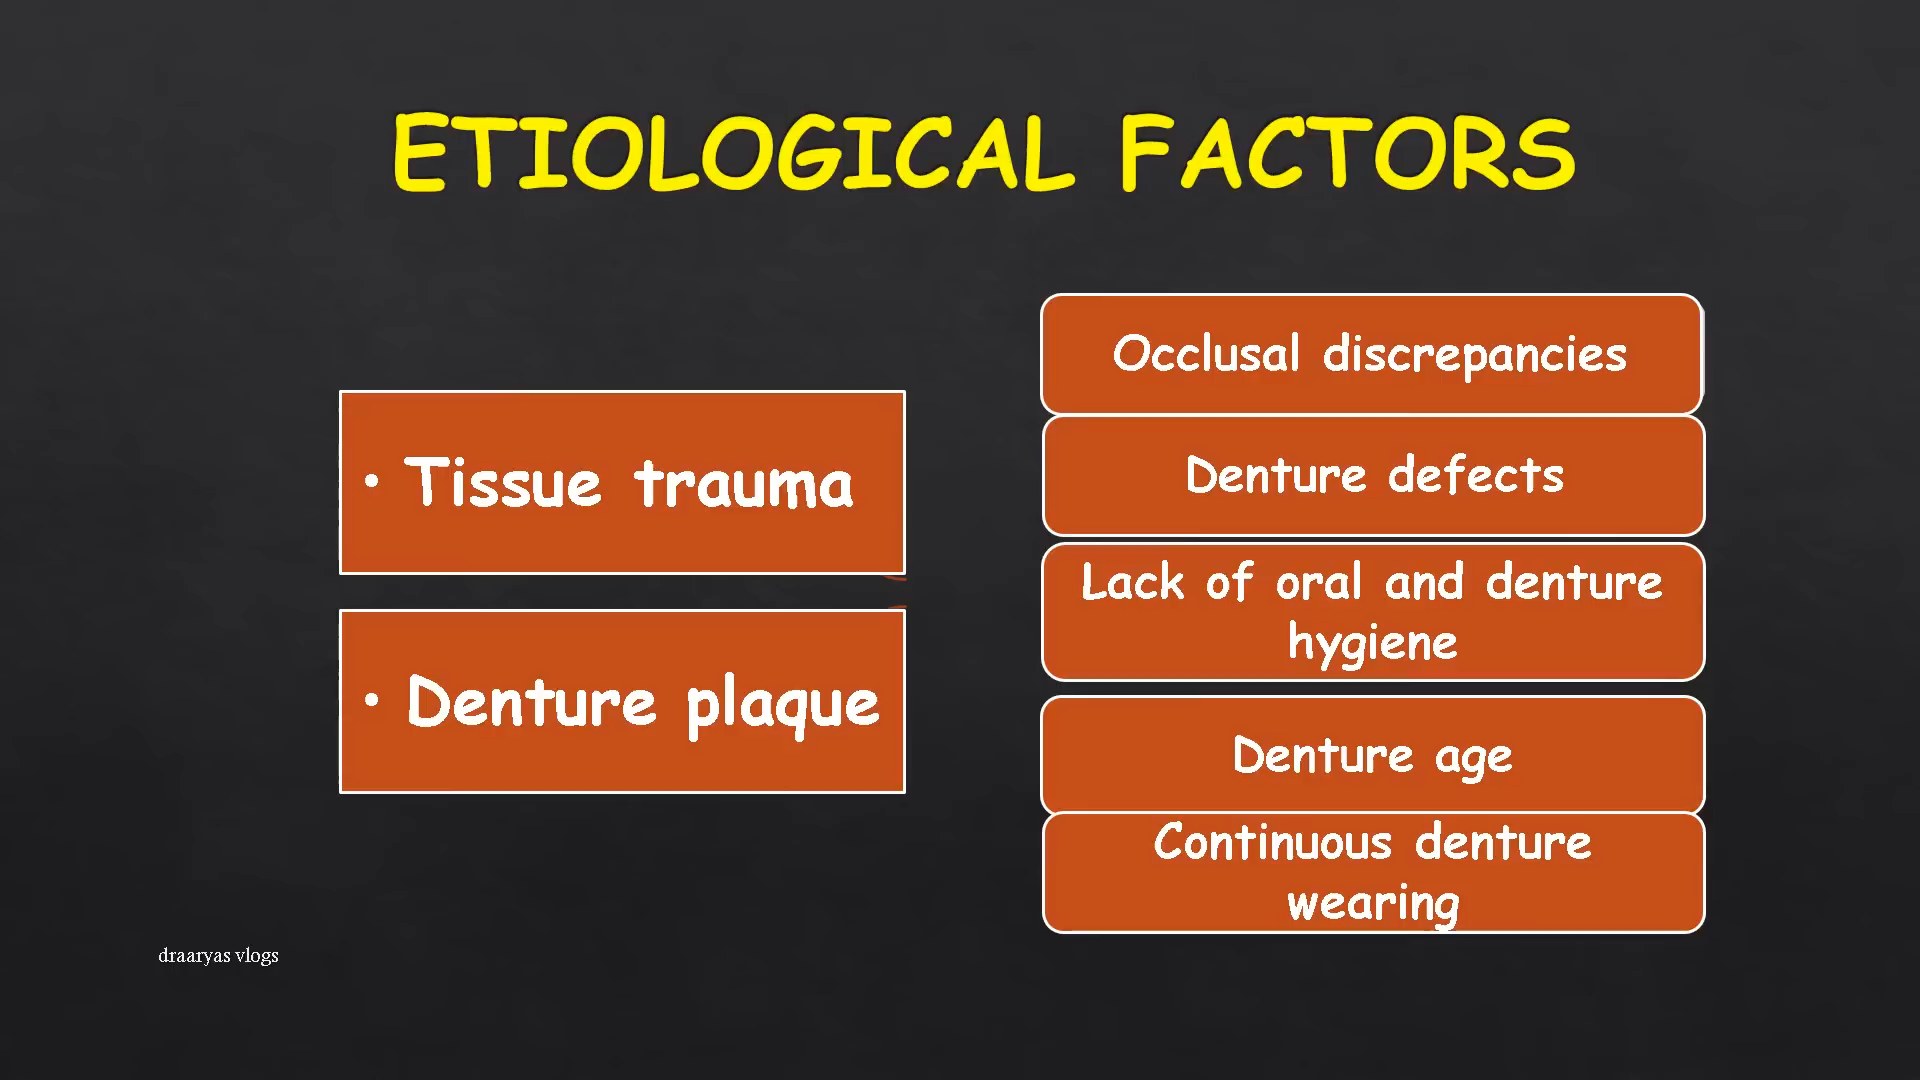 ETIOLOGICAL FACTORS
• Tissue trauma
• Denture plaque
Occlusal discrepancies
Denture defects
Lack of oral and denture
hygiene
Denture age
Continuous denture
wearing
draaryas vlogs